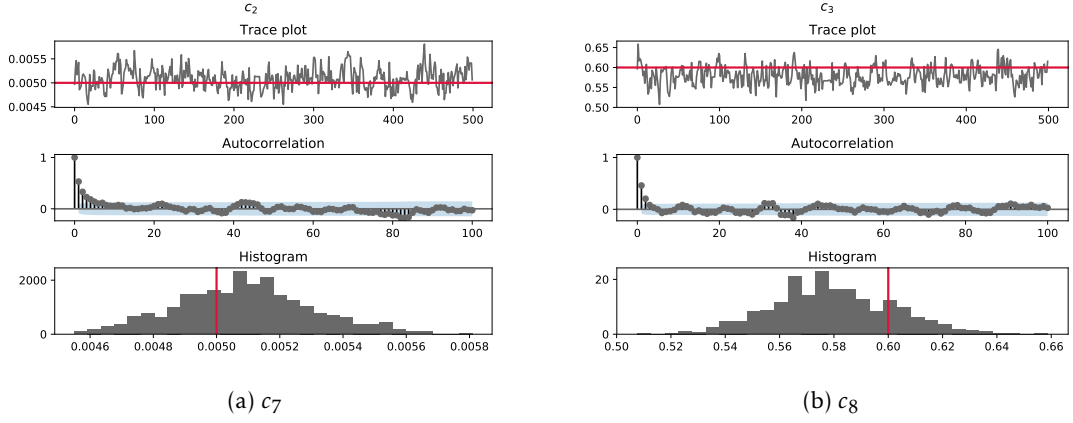 c₂
Trace plot
0.0055
0.0050
0.0045
0 100 200 300 400 500
Autocorrelation
1
0
0 20 40 60 80 100
Histogram
2000
0
0.0046 0.0048 0.0050 0.0052 0.0054 0.0056 0.0058
(a) c₇
c₃
Trace plot
0.65
0.60
0.55
0.50
0 100 200 300 400 500
Autocorrelation
1
0
0 20 40 60 80 100
Histogram
20
0
0.50 0.52 0.54 0.56 0.58 0.60 0.62 0.64 0.66
(b) c₈